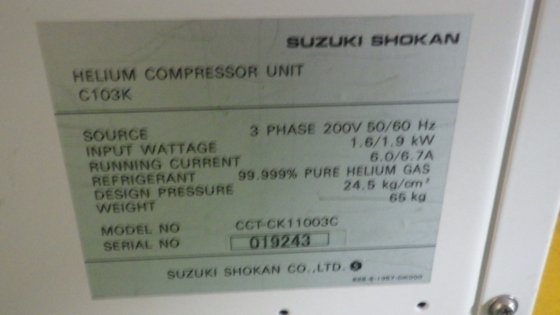 SUZUKI SHOKAN
HELIUM COMPRESSOR UNIT
C103K
SOURCE 3 PHASE 200V 50/60 Hz
INPUT WATTAGE 1.6/1.9 kW
RUNNING CURRENT 6.0/6.7A
REFRIGERANT 99.999% PURE HELIUM GAS
DESIGN PRESSURE 24.5 kg/cm²
WEIGHT 65 kg
MODEL NO CCT-CK11003C
SERIAL NO 019243
SUZUKI SHOKAN CO.,LTD. S